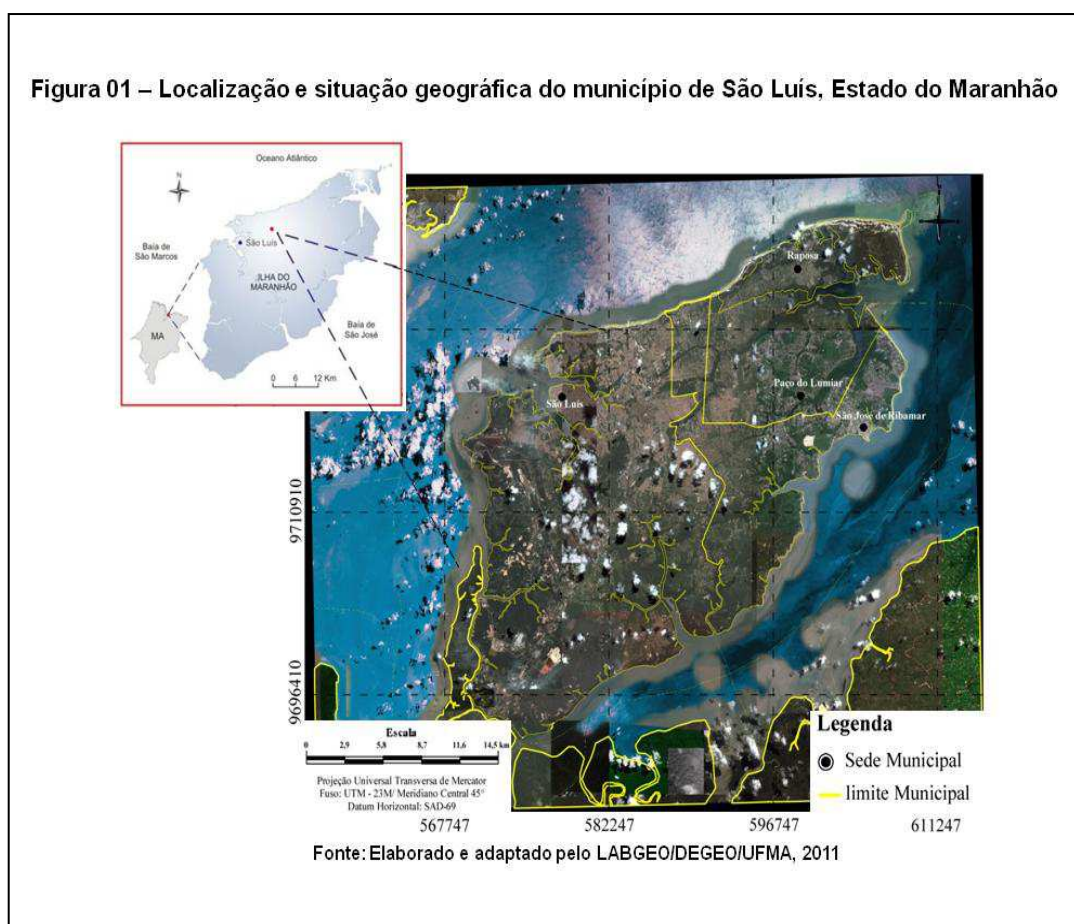 Figura 01 – Localização e situação geográfica do município de São Luís, Estado do Maranhão
Oceano Atlântico
N
São Luís
Baía de
São Marcos
ILHA DO
MARANHÃO
Baía de
São José
MA
0 6 12 Km
Raposa
Paço do Lumiar
São Luís
São José de Ribamar
9710910
9696410
Escala
0 2,9 5,8 8,7 11,6 14,5 km
Projeção Universal Transversa de Mercator
Fuso: UTM - 23M/ Meridiano Central 45°
Datum Horizontal: SAD-69
Legenda
Sede Municipal
limite Municipal
567747 582247 596747 611247
Fonte: Elaborado e adaptado pelo LABGEO/DEGEO/UFMA, 2011